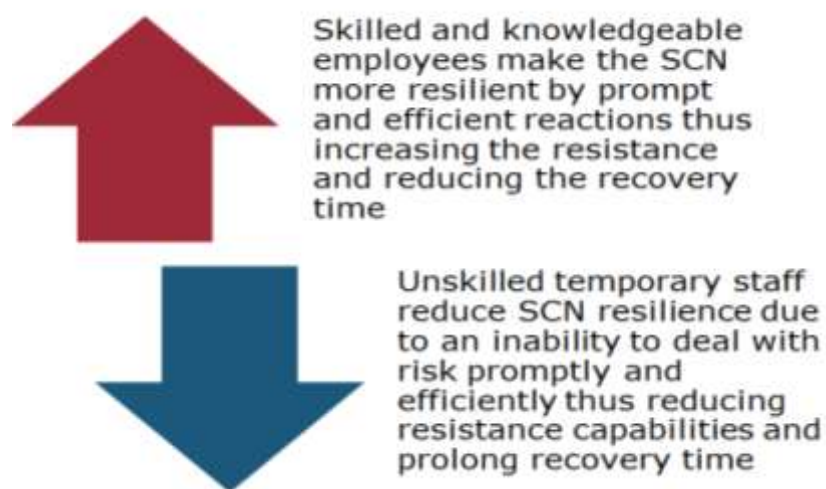 Skilled and knowledgeable
employees make the SCN
more resilient by prompt
and efficient reactions thus
increasing the resistance
and reducing the recovery
time
Unskilled temporary staff
reduce SCN resilience due
to an inability to deal with
risk promptly and
efficiently thus reducing
resistance capabilities and
prolong recovery time